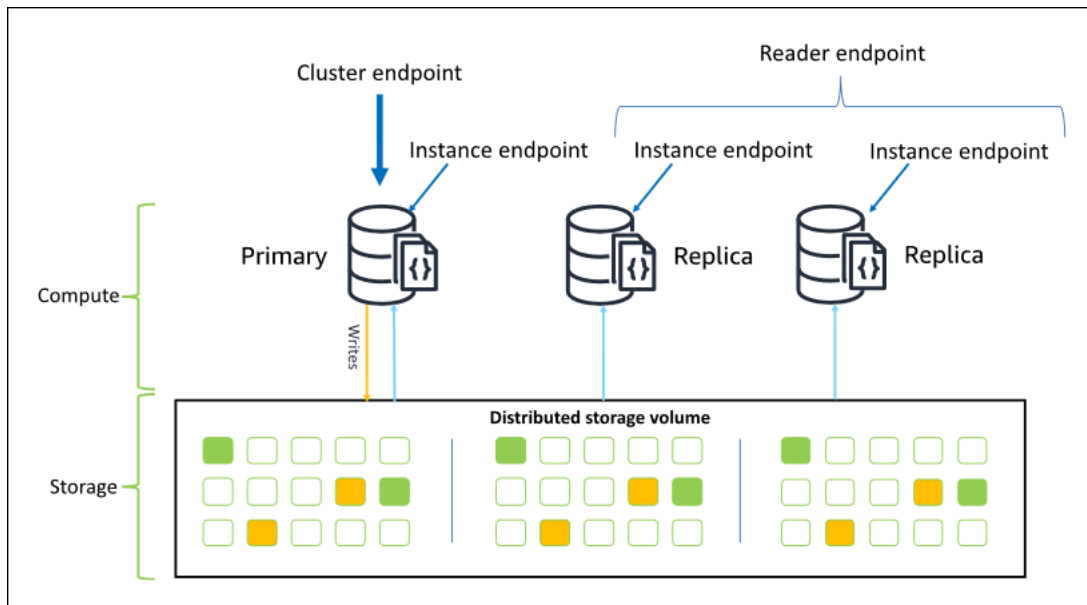 Reader endpoint
Cluster endpoint
Instance endpoint
Instance endpoint
Instance endpoint
Primary
{}
Replica
{}
Replica
{}
Compute
Writes
Distributed storage volume
Storage